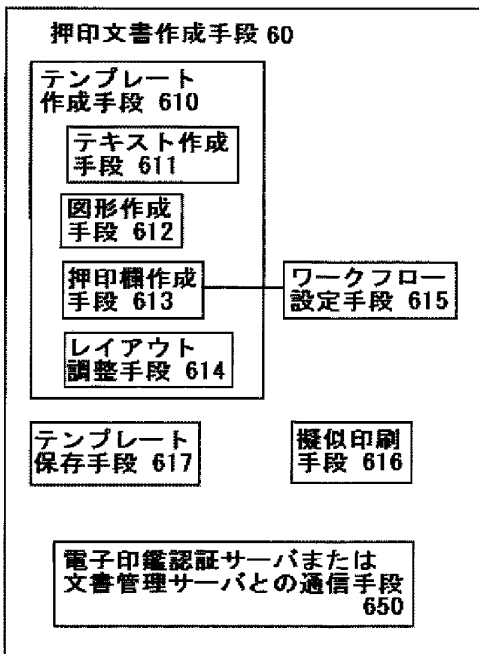 押印文書作成手段 60
テンプレート
作成手段 610
テキスト作成
手段 611
図形作成
手段 612
押印欄作成
手段 613
ワークフロー
設定手段 615
レイアウト
調整手段 614
テンプレート
保存手段 617
擬似印刷
手段 616
電子印鑑認証サーバまたは
文書管理サーバとの通信手段
650